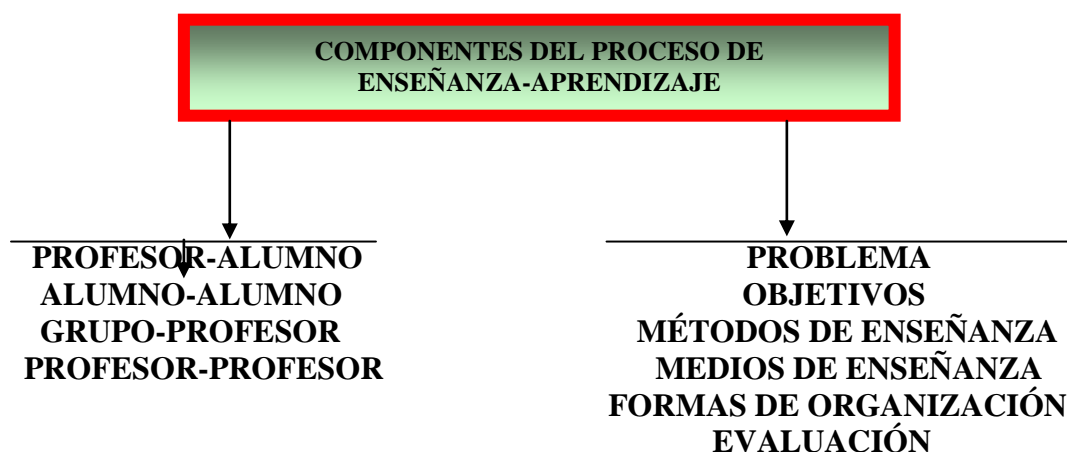 COMPONENTES DEL PROCESO DE
ENSEÑANZA-APRENDIZAJE
PROFESOR-ALUMNO
ALUMNO-ALUMNO
GRUPO-PROFESOR
PROFESOR-PROFESOR
PROBLEMA
OBJETIVOS
MÉTODOS DE ENSEÑANZA
MEDIOS DE ENSEÑANZA
FORMAS DE ORGANIZACIÓN
EVALUACIÓN